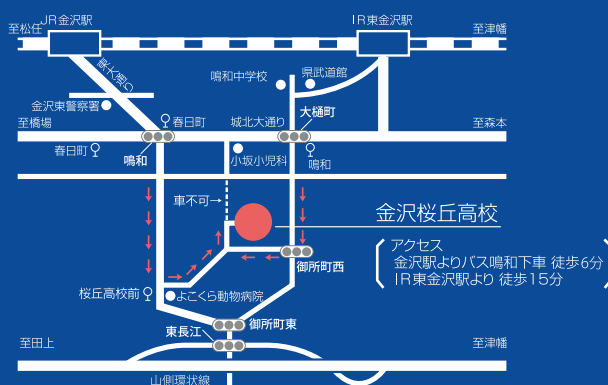 JR金沢駅
IR東金沢駅
至松任
至津幡
東大通り
鳴和中学校
県武道館
金沢東警察署
大樋町
春日町
城北大通り
至橋場
至森本
春日町
鳴和
小坂小児科
鳴和
車不可→
金沢桜丘高校
アクセス
金沢駅よりバス鳴和下車 徒歩6分
IR東金沢駅より 徒歩15分
御所町西
桜丘高校前
よこくら動物病院
御所町東
東長江
至田上
至津幡
山側環状線